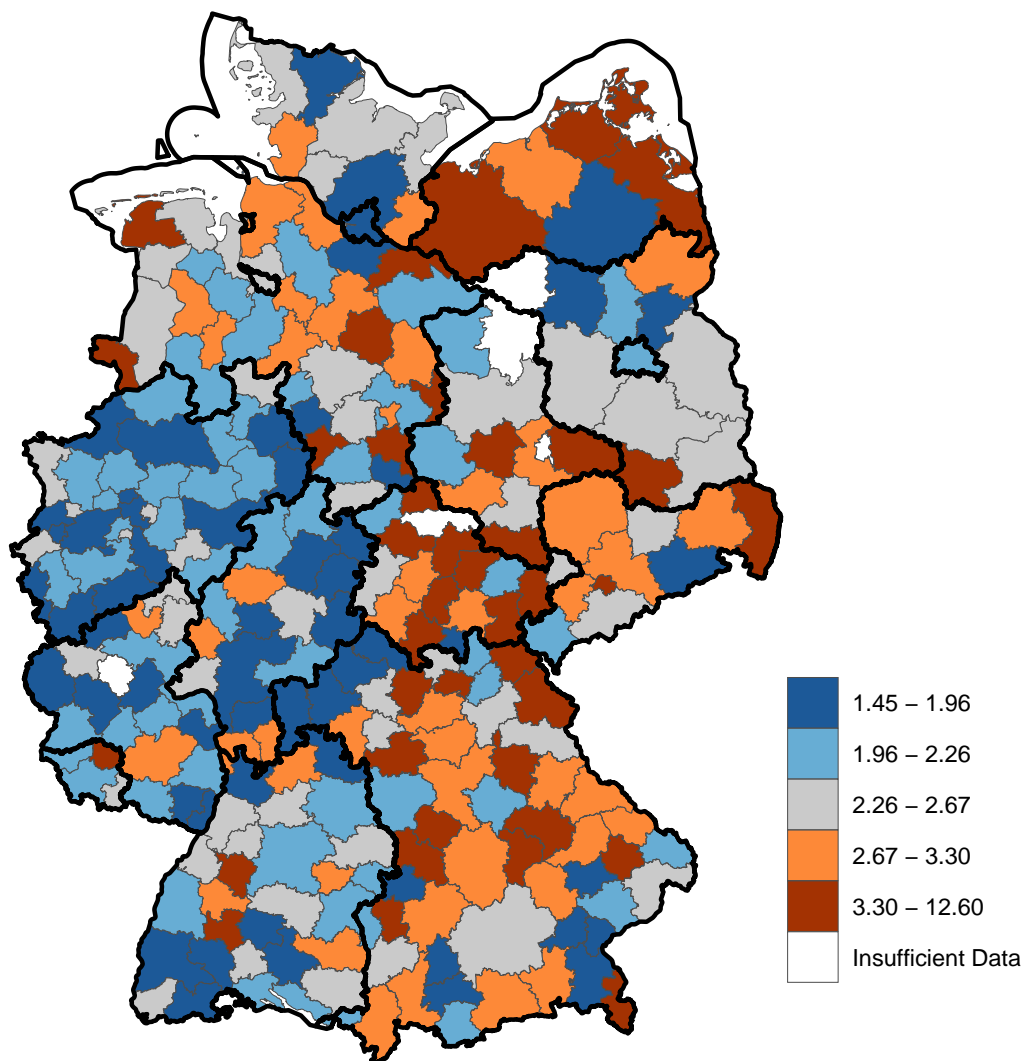 1.45 – 1.96
1.96 – 2.26
2.26 – 2.67
2.67 – 3.30
3.30 – 12.60
Insufficient Data